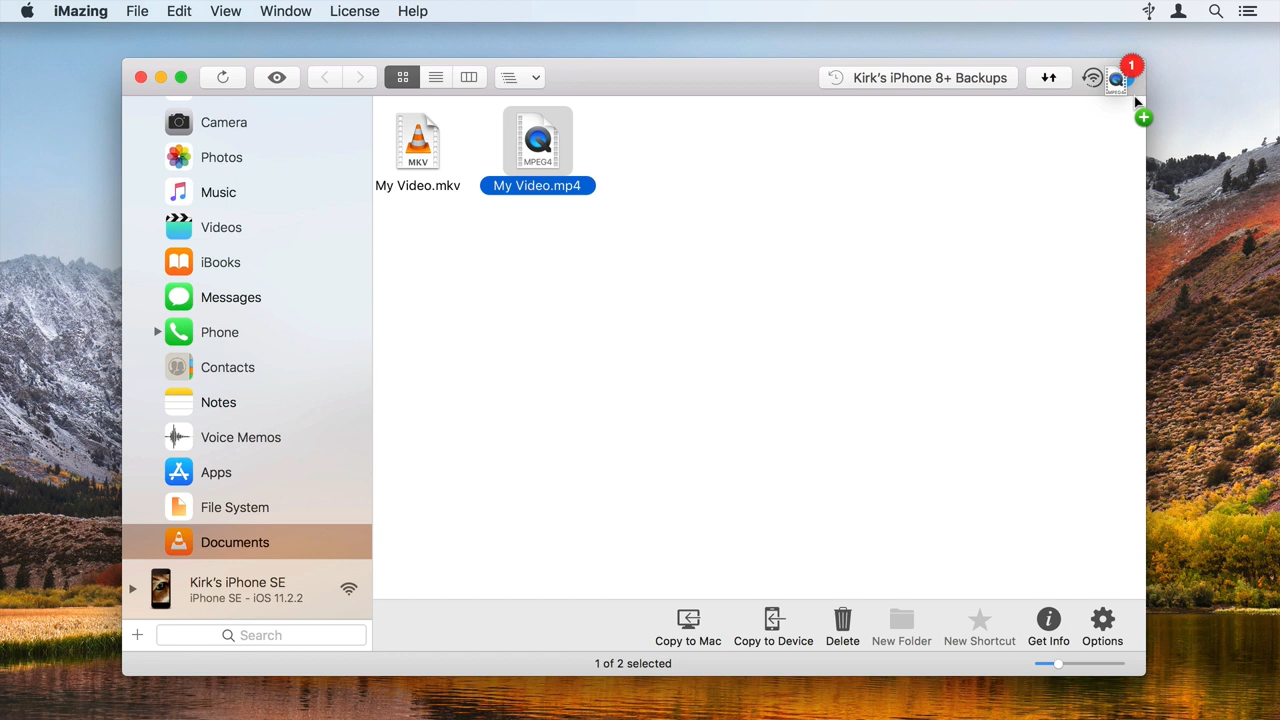 iMazing File Edit View Window License Help
Kirk's iPhone 8+ Backups
1
MPEG4
Camera
Photos
Music
Videos
iBooks
Messages
Phone
Contacts
Notes
Voice Memos
Apps
File System
Documents
Kirk's iPhone SE
iPhone SE - iOS 11.2.2
Search
MKV
My Video.mkv
MPEG4
My Video.mp4
Copy to Mac
Copy to Device
Delete
New Folder
New Shortcut
Get Info
Options
1 of 2 selected